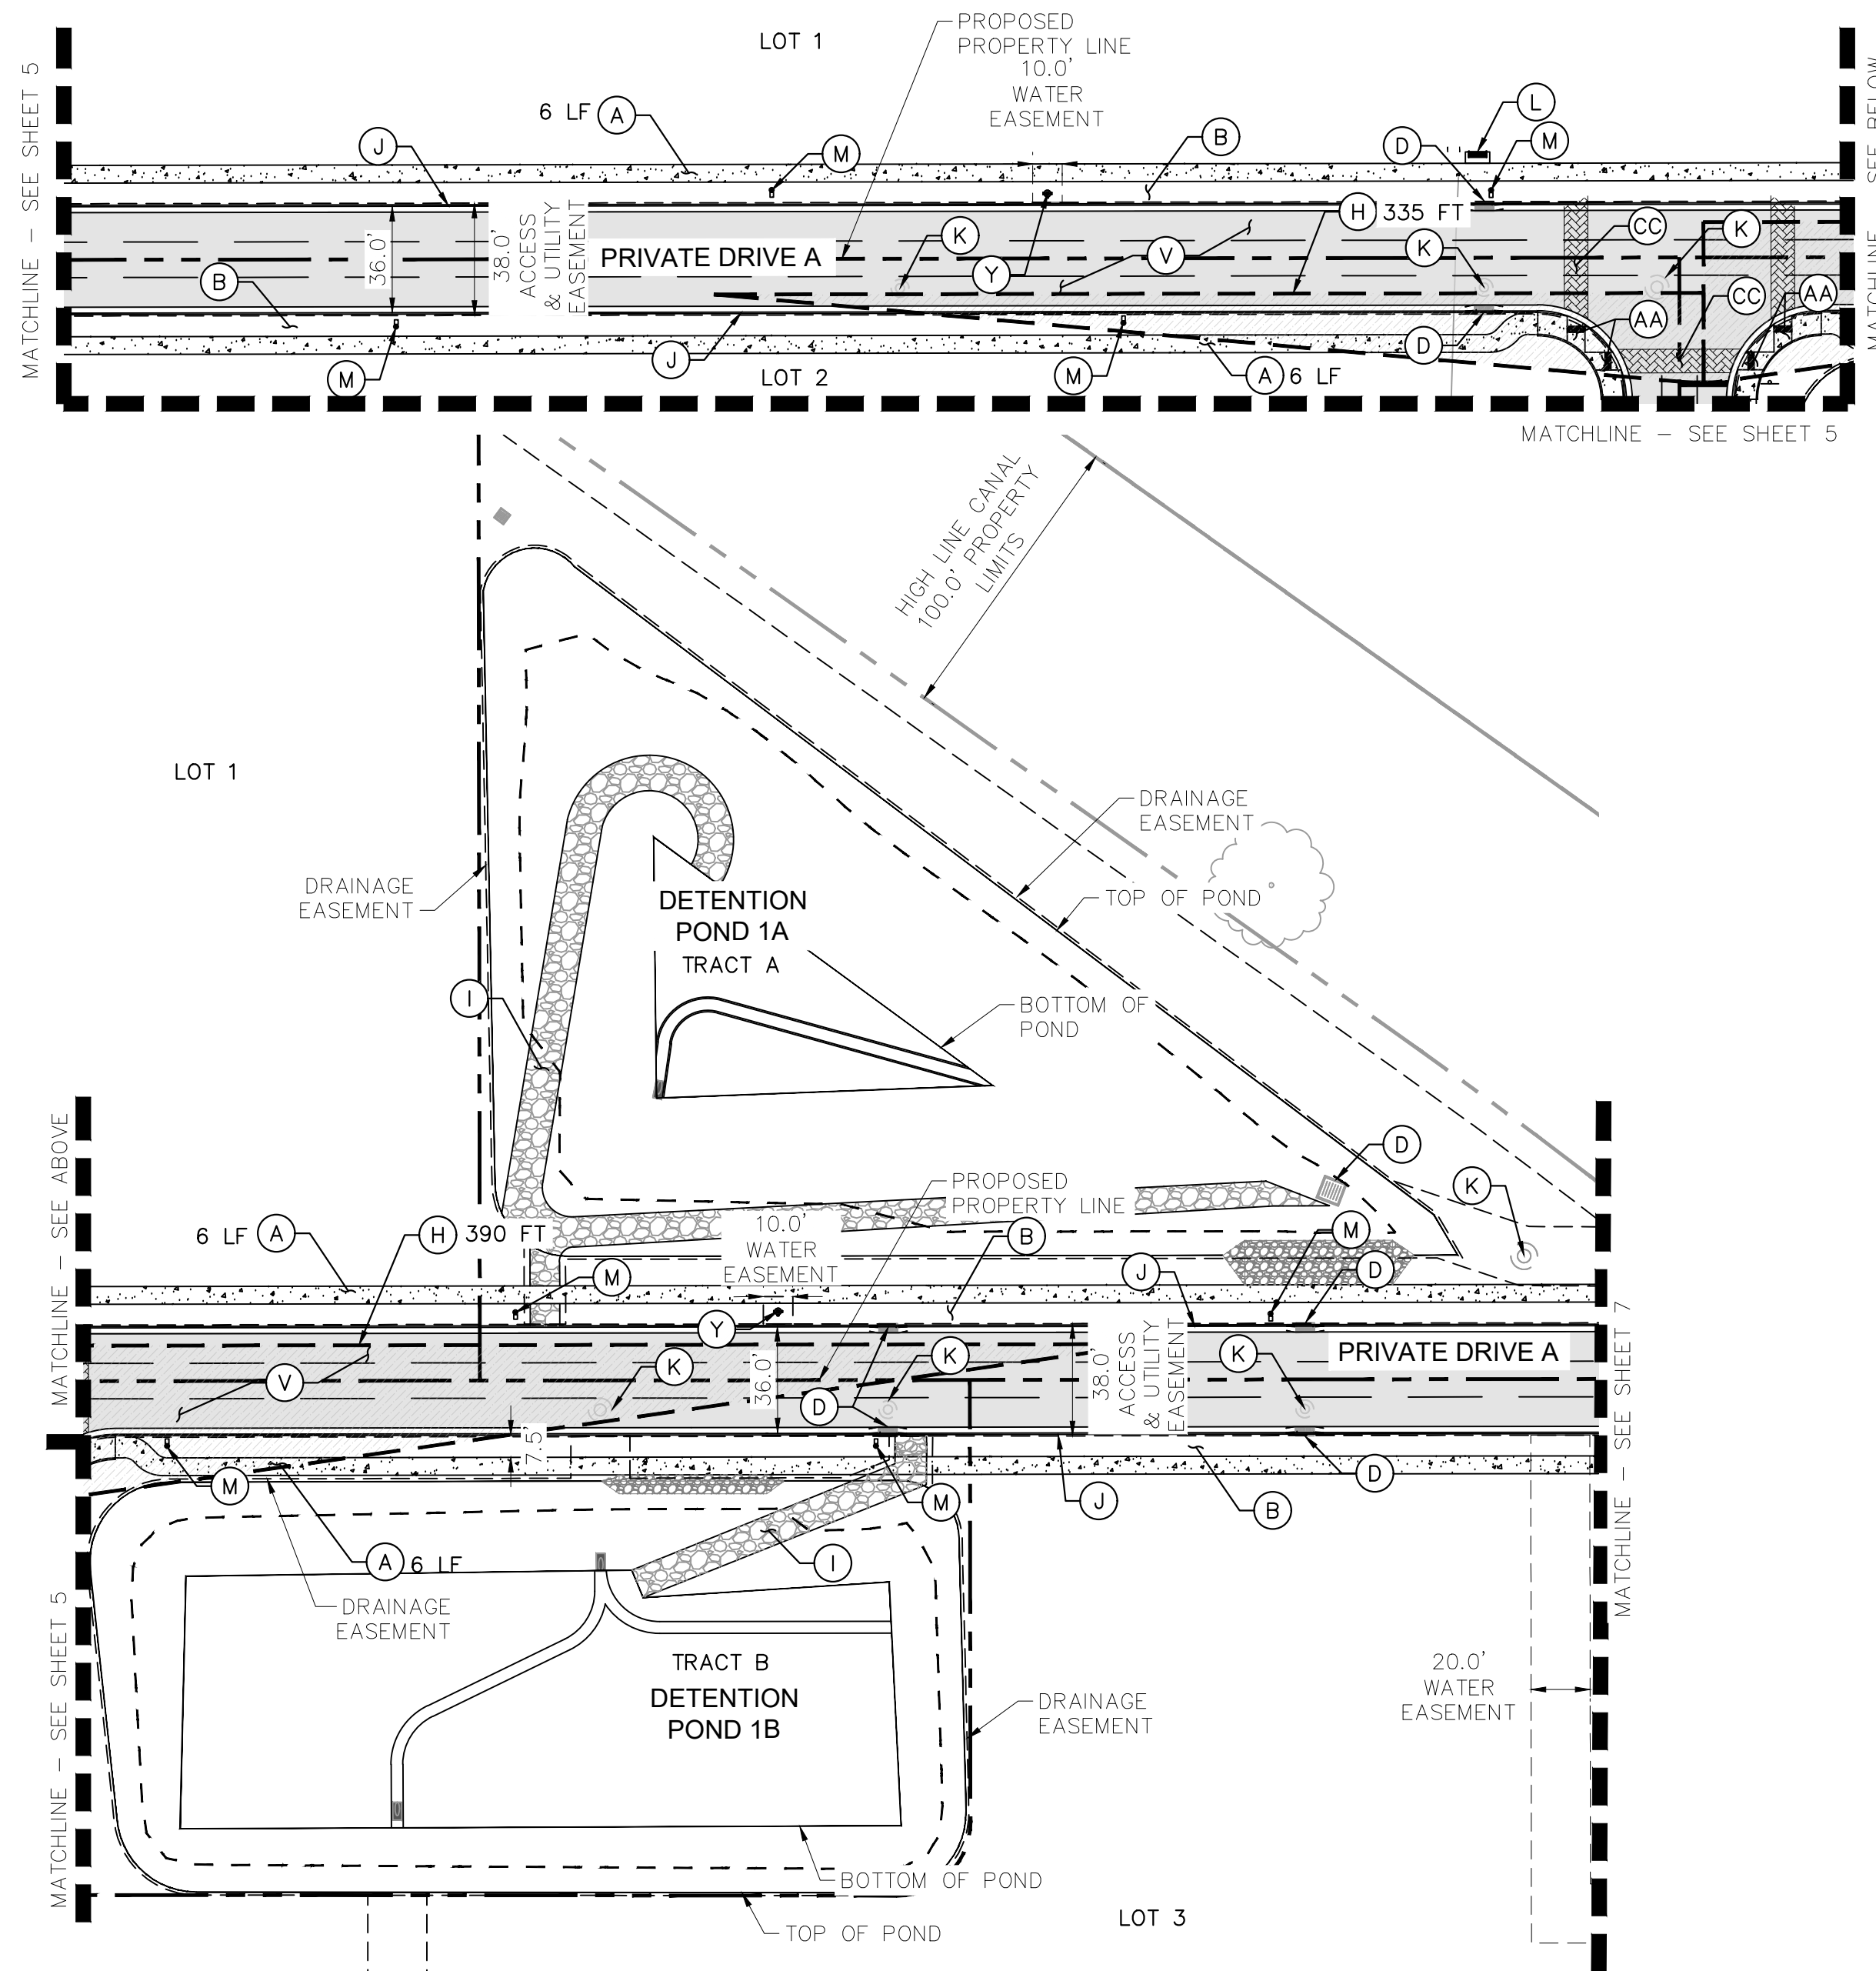 PROPOSED
PROPERTY LINE
LOT 1
10.0'
WATER
EASEMENT
6 LF A
J
M
B
D
L
M
MATCHLINE - SEE SHEET 5
MATCHLINE - SEE BELOW
H 335 FT
K
K
CC
K
36.0'
38.0'
ACCESS
& UTILITY
EASEMENT
PRIVATE DRIVE A
Y
V
B
CC
AA
AA
M
J
LOT 2
M
A 6 LF
D
MATCHLINE - SEE SHEET 5
HIGH LINE CANAL
100.0' PROPERTY
LIMITS
LOT 1
DRAINAGE
EASEMENT
DRAINAGE
EASEMENT
TOP OF POND
DETENTION
POND 1A
TRACT A
I
BOTTOM OF
POND
MATCHLINE - SEE ABOVE
D
K
PROPOSED
PROPERTY LINE
6 LF A
H 390 FT
10.0'
WATER
EASEMENT
B
M
M
J
D
Y
K
K
V
D
36.0'
38.0'
ACCESS
& UTILITY
EASEMENT
K
PRIVATE DRIVE A
MATCHLINE - SEE SHEET 7
7.5'
M
M
J
B
D
A 6 LF
I
DRAINAGE
EASEMENT
MATCHLINE - SEE SHEET 5
TRACT B
DETENTION
POND 1B
DRAINAGE
EASEMENT
20.0'
WATER
EASEMENT
BOTTOM OF POND
TOP OF POND
LOT 3